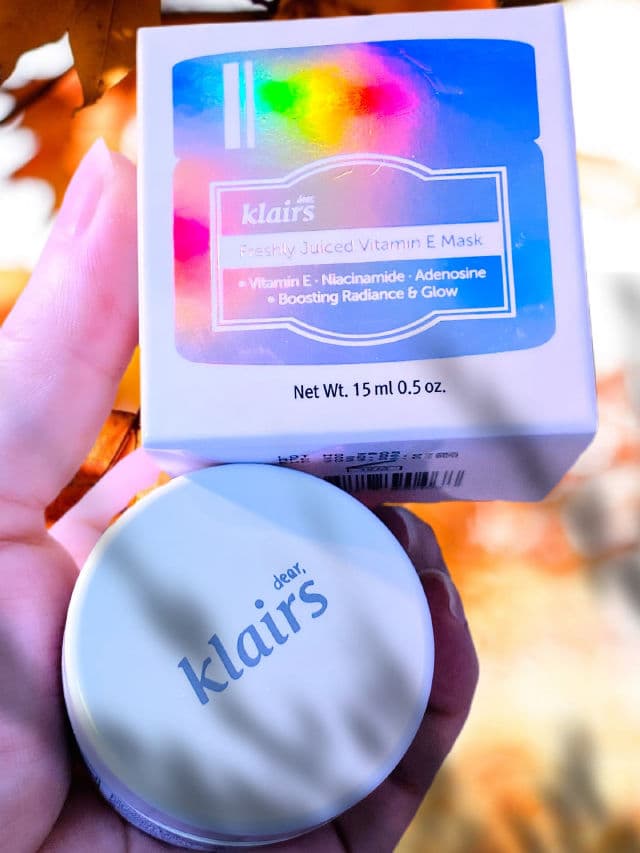 dear,
klairs
Freshly Juiced Vitamin E Mask
• Vitamin E · Niacinamide · Adenosine
• Boosting Radiance & Glow
Net Wt. 15 ml 0.5 oz.
dear,
klairs